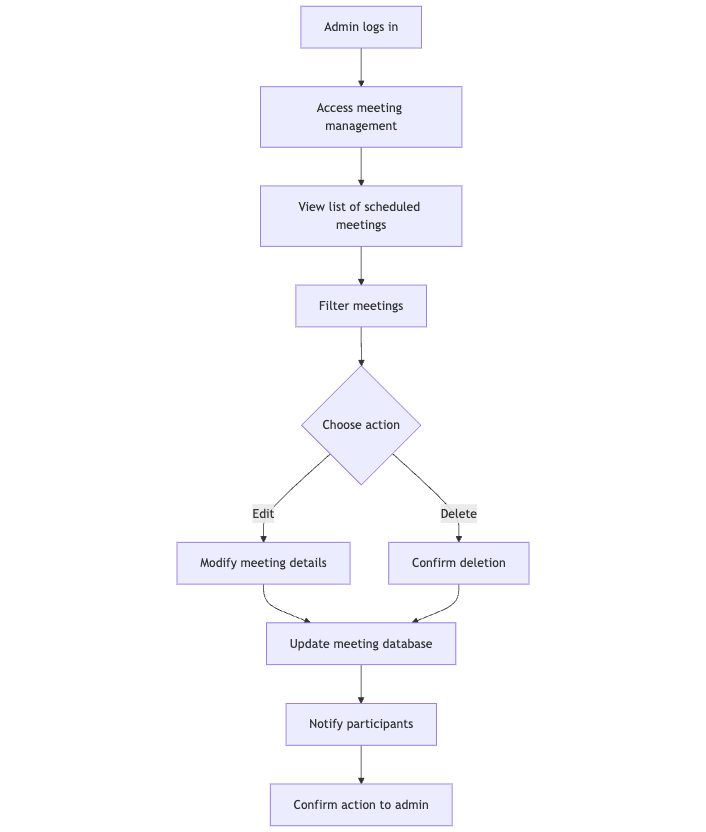 Admin logs in
Access meeting
management
View list of scheduled
meetings
Filter meetings
Choose action
Edit
Delete
Modify meeting details
Confirm deletion
Update meeting database
Notify participants
Confirm action to admin